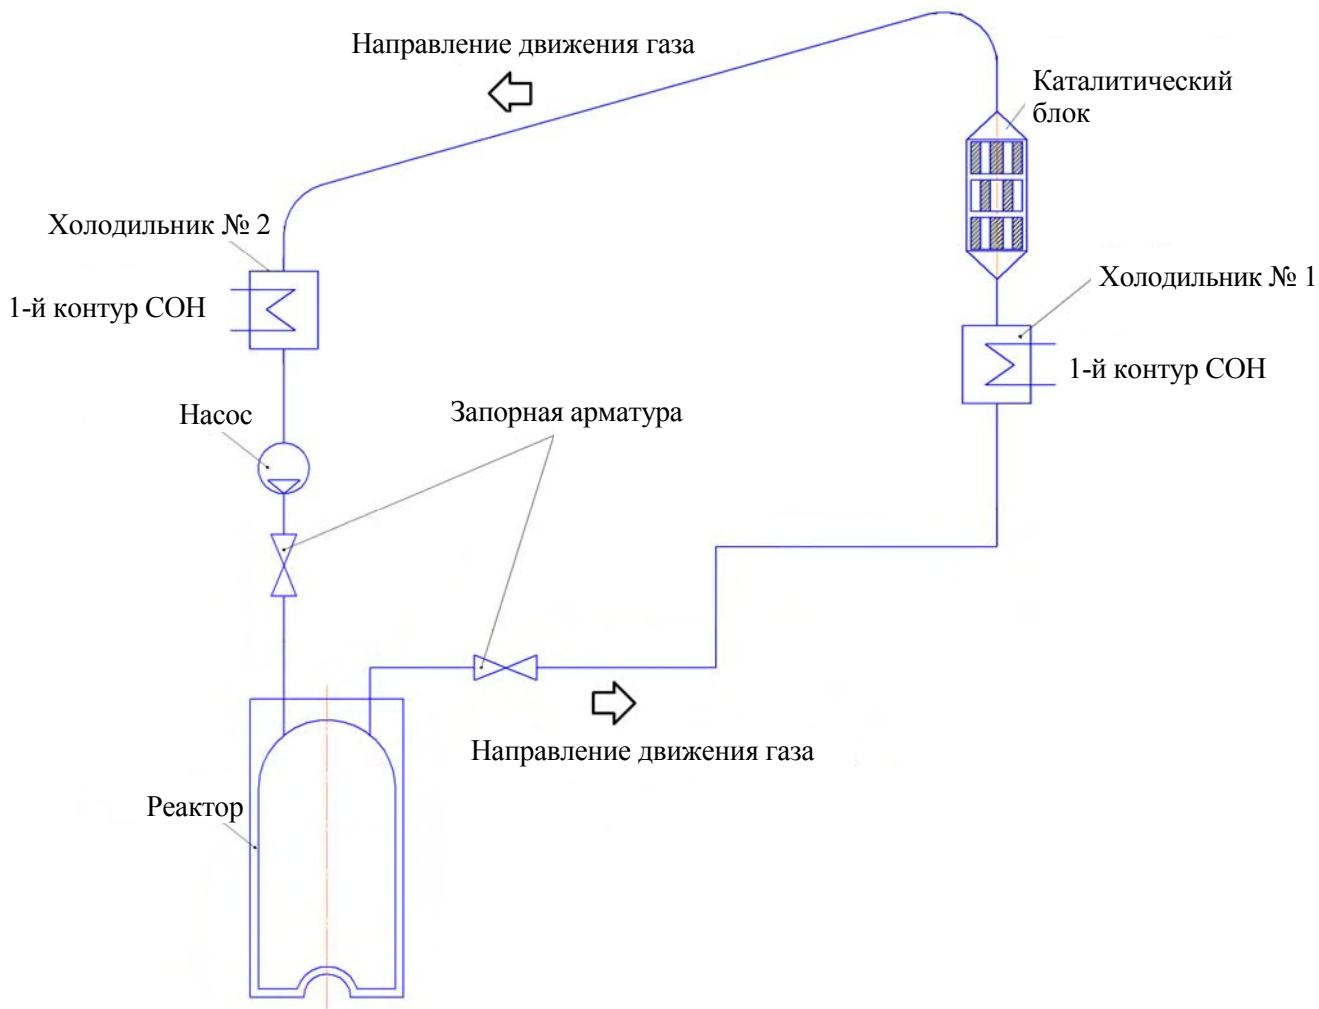 Направление движения газа
Каталитический
блок
Холодильник № 2
Холодильник № 1
1-й контур СОН
1-й контур СОН
Насос
Запорная арматура
Направление движения газа
Реактор